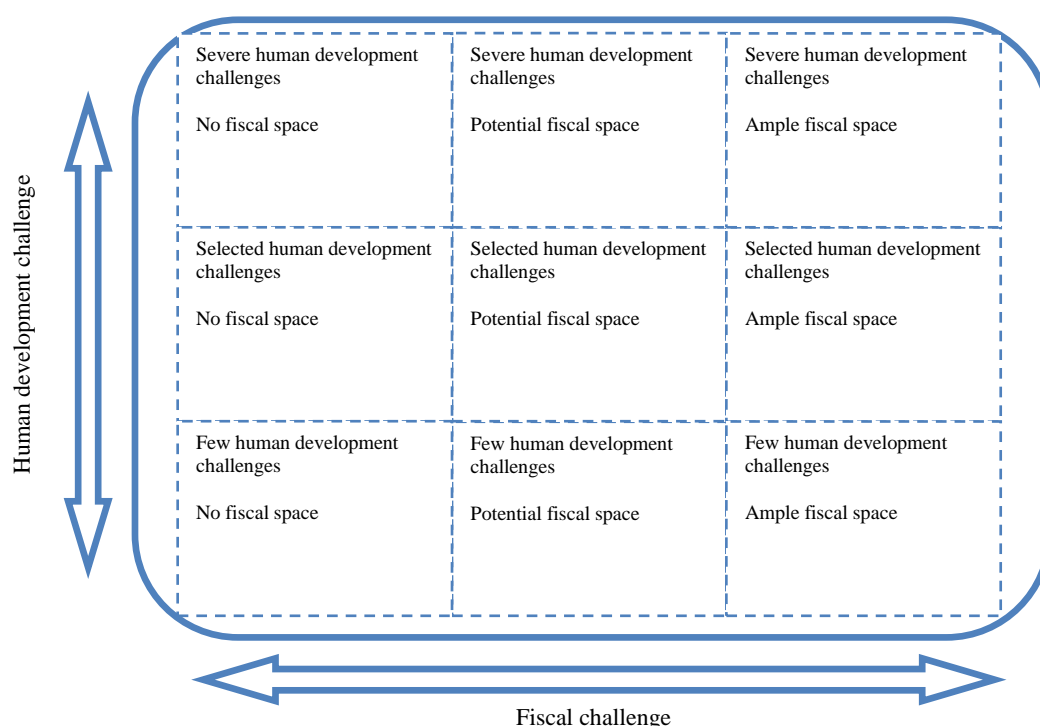 Severe human development
challenges
No fiscal space
Severe human development
challenges
Potential fiscal space
Severe human development
challenges
Ample fiscal space
Selected human development
challenges
No fiscal space
Selected human development
challenges
Potential fiscal space
Selected human development
challenges
Ample fiscal space
Few human development
challenges
No fiscal space
Few human development
challenges
Potential fiscal space
Few human development
challenges
Ample fiscal space
Human development challenge
Fiscal challenge